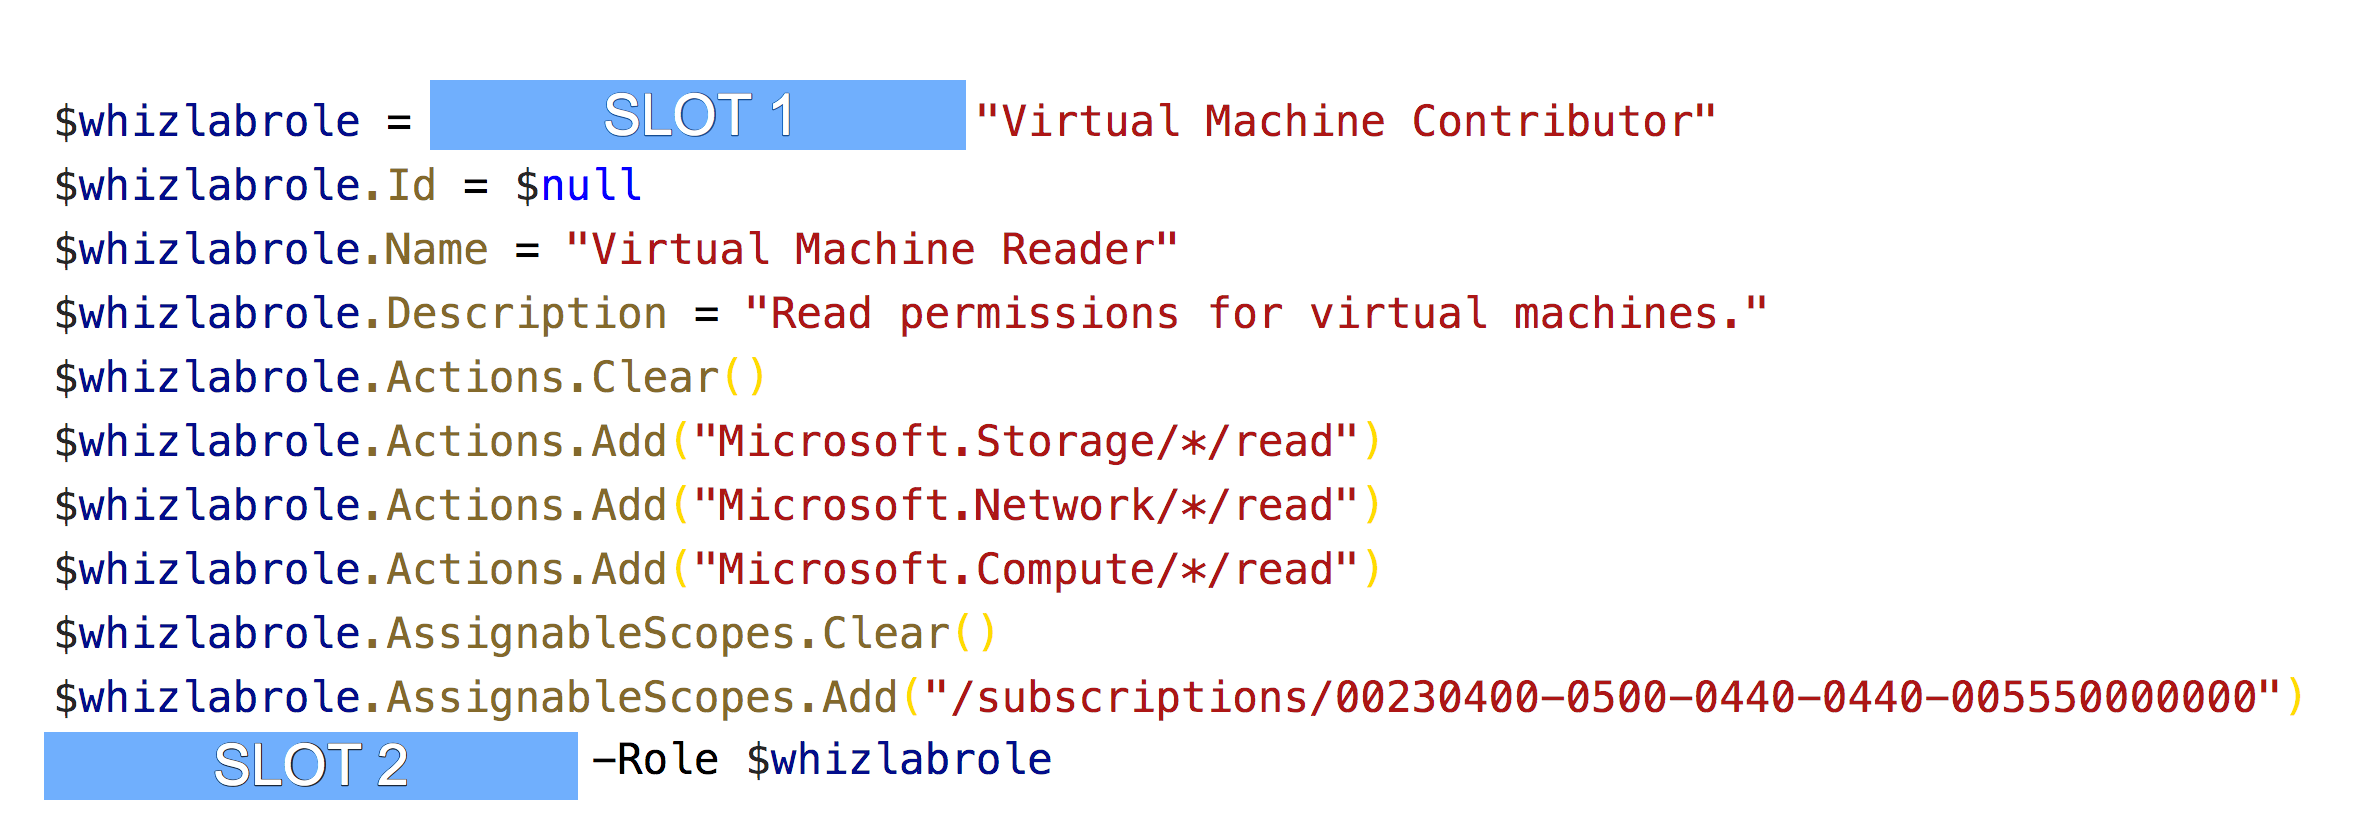 $whizlabrole = SLOT 1 "Virtual Machine Contributor"
$whizlabrole.Id = $null
$whizlabrole.Name = "Virtual Machine Reader"
$whizlabrole.Description = "Read permissions for virtual machines."
$whizlabrole.Actions.Clear()
$whizlabrole.Actions.Add("Microsoft.Storage/*/read")
$whizlabrole.Actions.Add("Microsoft.Network/*/read")
$whizlabrole.Actions.Add("Microsoft.Compute/*/read")
$whizlabrole.AssignableScopes.Clear()
$whizlabrole.AssignableScopes.Add("/subscriptions/00230400-0500-0440-0440-005550000000")
SLOT 2 -Role $whizlabrole